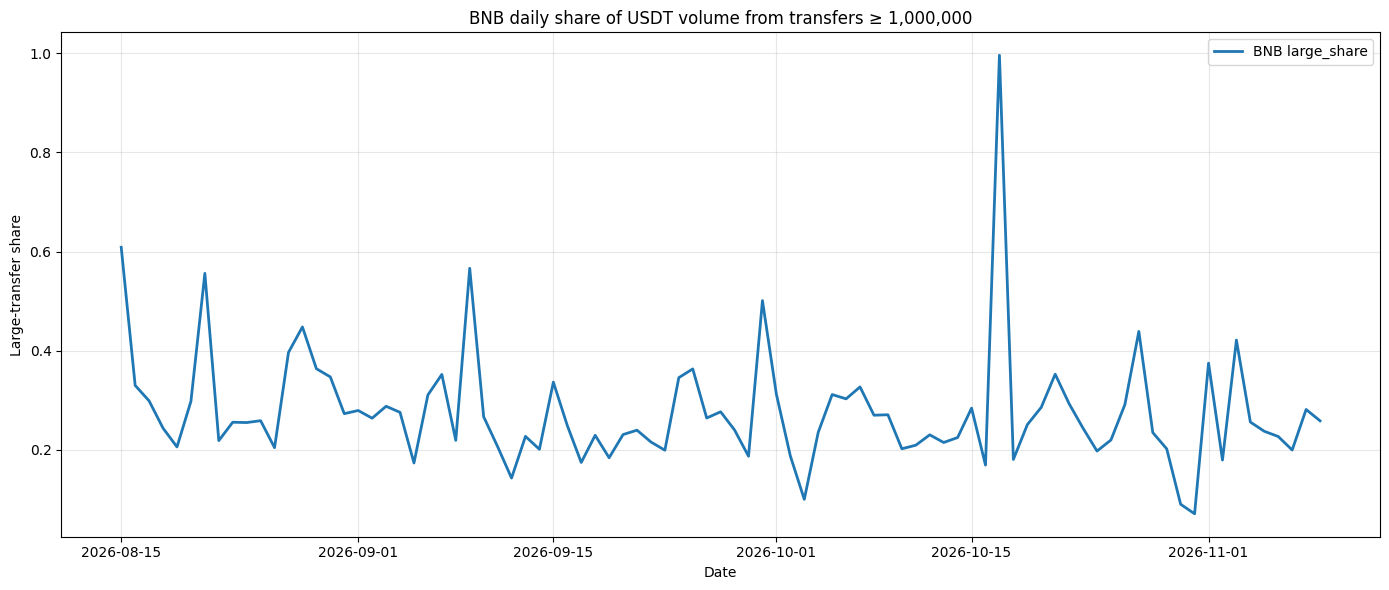 BNB daily share of USDT volume from transfers ≥ 1,000,000
BNB large_share
Large-transfer share
1.0
0.8
0.6
0.4
0.2
2026-08-15
2026-09-01
2026-09-15
2026-10-01
2026-10-15
2026-11-01
Date